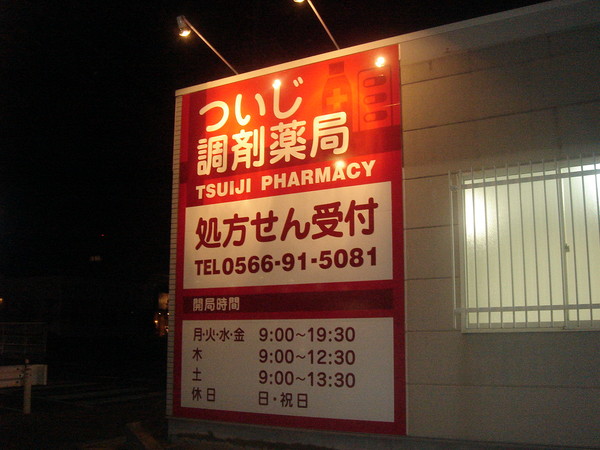 ついじ
調剤薬局
TSUIJI PHARMACY
処方せん受付
TEL0566-91-5081
開局時間
月・火・水・金 9:00〜19:30
木 9:00〜12:30
土 9:00〜13:30
休日 日・祝日